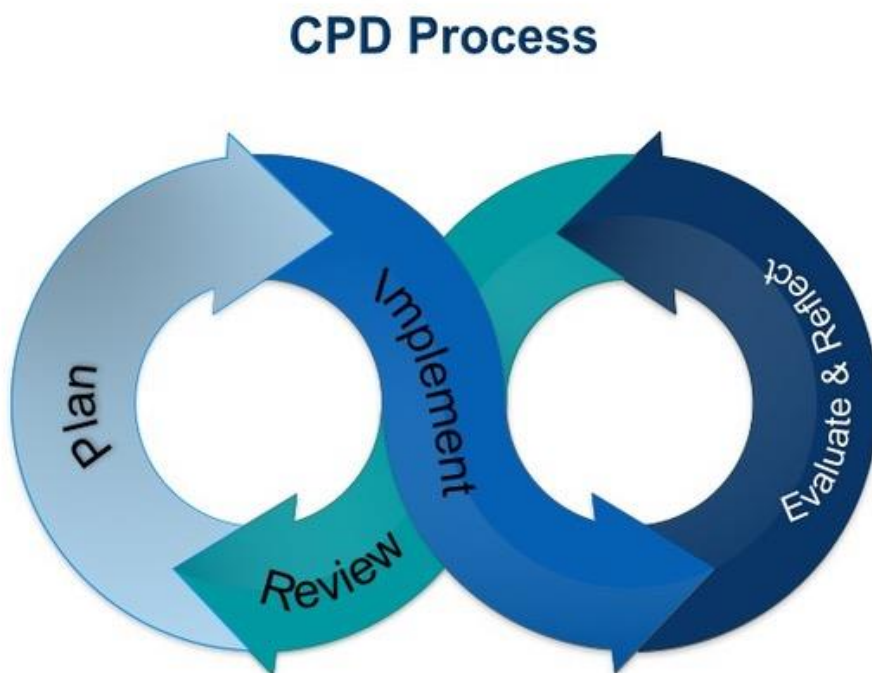 CPD Process
Plan
Implement
Evaluate & Reflect
Review